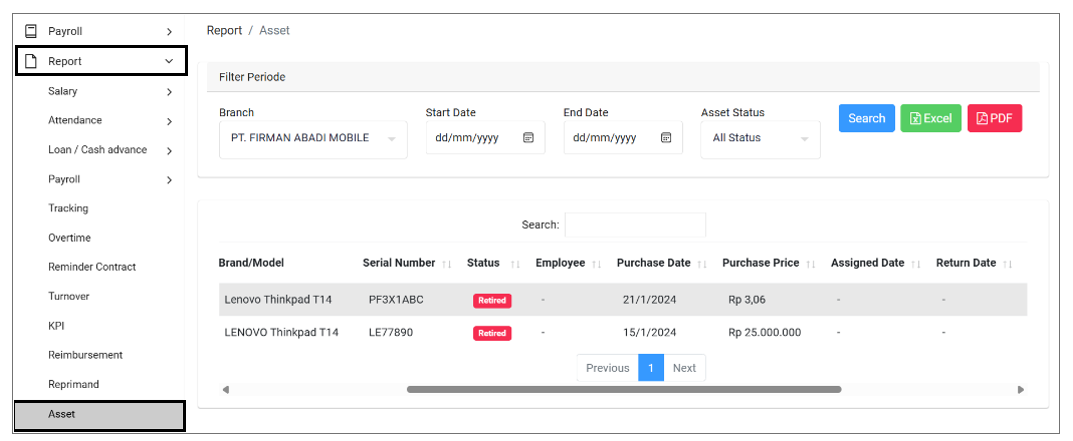 Payroll
Report
Salary
Attendance
Loan / Cash advance
Payroll
Tracking
Overtime
Reminder Contract
Turnover
KPI
Reimbursement
Reprimand
Asset
Report / Asset
Filter Periode
Branch Start Date End Date Asset Status
PT. FIRMAN ABADI MOBILE dd/mm/yyyy dd/mm/yyyy All Status Search Excel PDF
Search:
Brand/Model Serial Number Status Employee Purchase Date Purchase Price Assigned Date Return Date
Lenovo Thinkpad T14 PF3X1ABC Retired - 21/1/2024 Rp 3,06 - -
LENOVO Thinkpad T14 LE77890 Retired - 15/1/2024 Rp 25.000.000 - -
Previous 1 Next